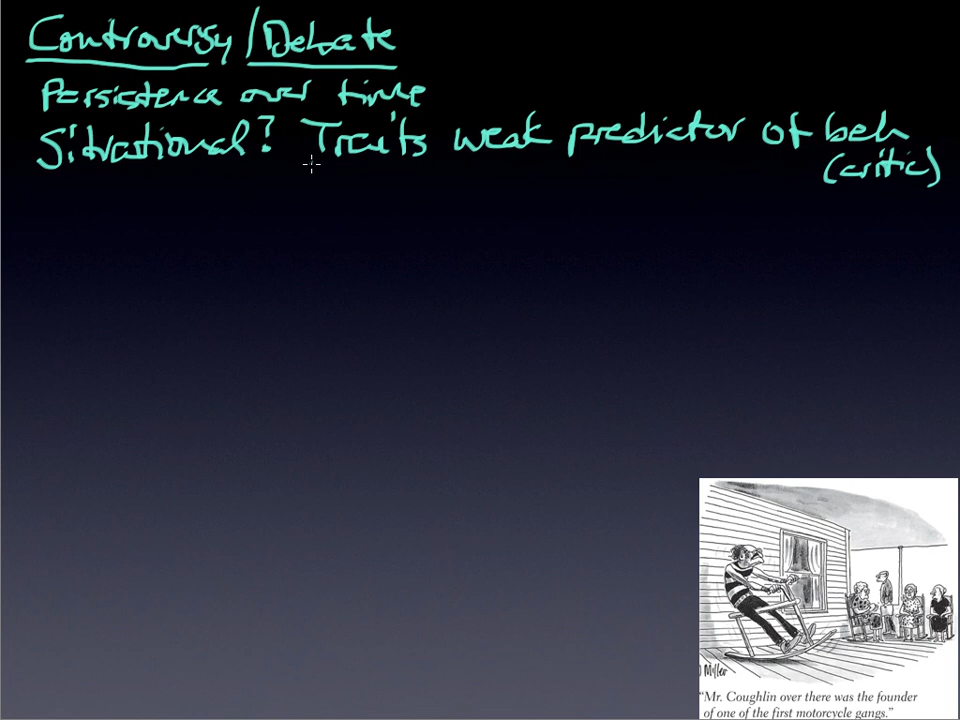 Controversy / Debate
Persistence over time
Situational? Traits weak predictor of beh
(critic)
Miller
"Mr. Coughlin over there was the founder
of one of the first motorcycle gangs."